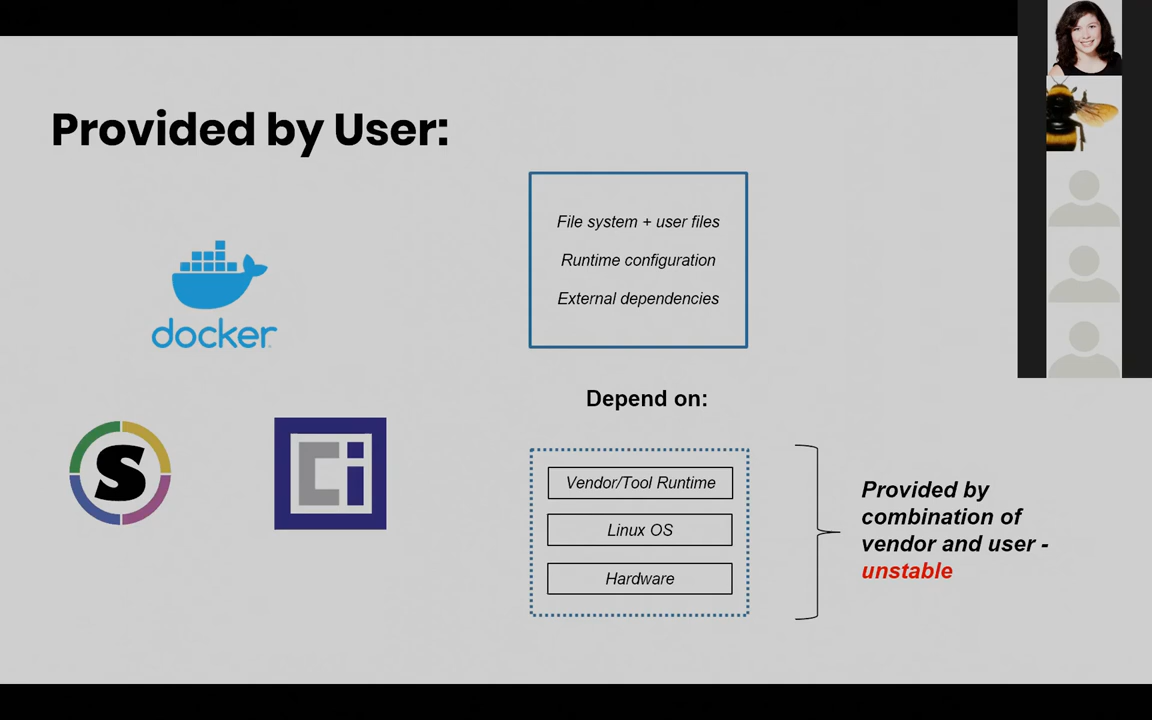 Provided by User:
docker
S
Ci
File system + user files
Runtime configuration
External dependencies
Depend on:
Vendor/Tool Runtime
Linux OS
Hardware
Provided by
combination of
vendor and user -
unstable